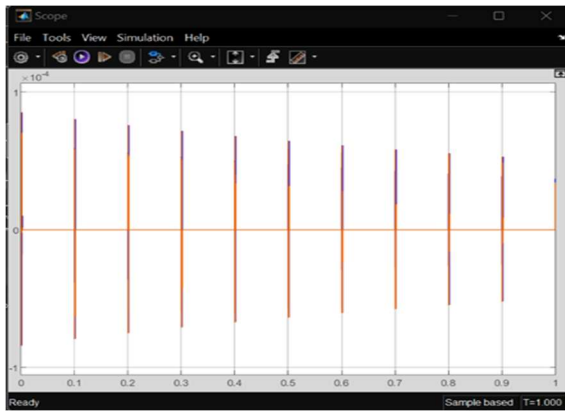 Scope
File Tools View Simulation Help
×10⁻⁴
1
0
-1
0 0.1 0.2 0.3 0.4 0.5 0.6 0.7 0.8 0.9 1
Ready Sample based T=1.000